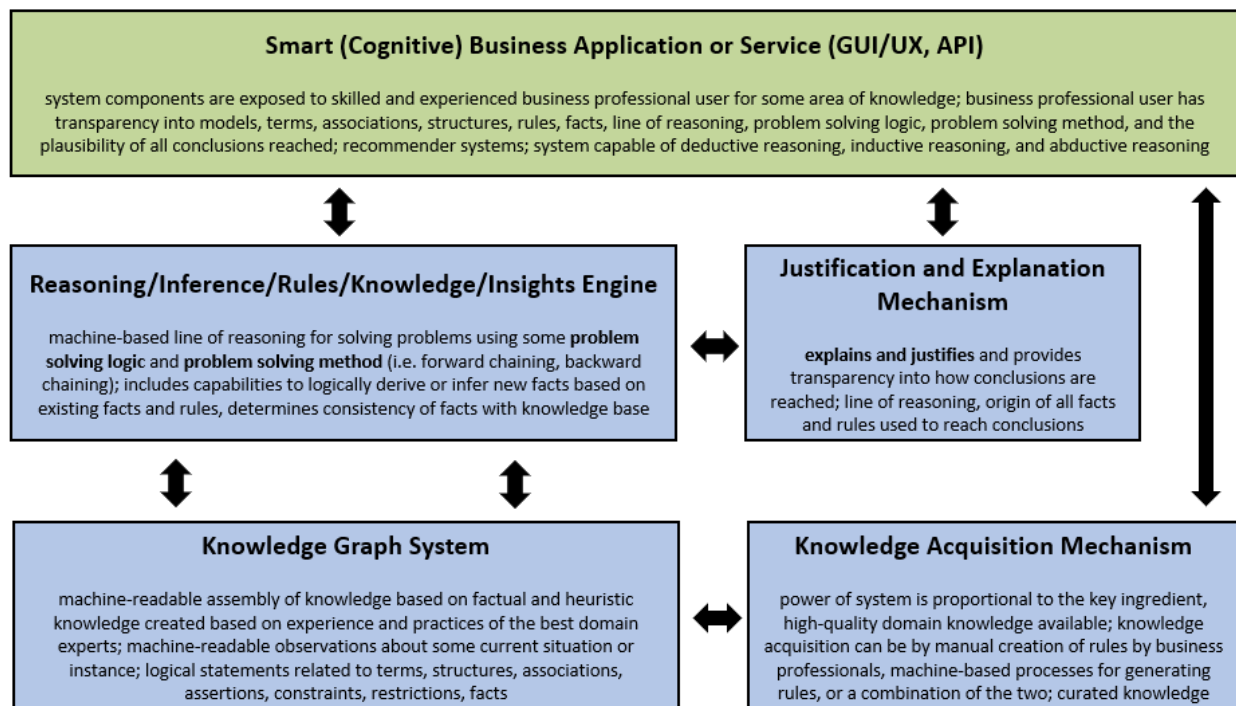 Smart (Cognitive) Business Application or Service (GUI/UX, API)
system components are exposed to skilled and experienced business professional user for some area of knowledge; business professional user has
transparency into models, terms, associations, structures, rules, facts, line of reasoning, problem solving logic, problem solving method, and the
plausibility of all conclusions reached; recommender systems; system capable of deductive reasoning, inductive reasoning, and abductive reasoning
Reasoning/Inference/Rules/Knowledge/Insights Engine
machine-based line of reasoning for solving problems using some problem
solving logic and problem solving method (i.e. forward chaining, backward
chaining); includes capabilities to logically derive or infer new facts based on
existing facts and rules, determines consistency of facts with knowledge base
Justification and Explanation
Mechanism
explains and justifies and provides
transparency into how conclusions are
reached; line of reasoning, origin of all facts
and rules used to reach conclusions
Knowledge Graph System
machine-readable assembly of knowledge based on factual and heuristic
knowledge created based on experience and practices of the best domain
experts; machine-readable observations about some current situation or
instance; logical statements related to terms, structures, associations,
assertions, constraints, restrictions, facts
Knowledge Acquisition Mechanism
power of system is proportional to the key ingredient,
high-quality domain knowledge available; knowledge
acquisition can be by manual creation of rules by business
professionals, machine-based processes for generating
rules, or a combination of the two; curated knowledge